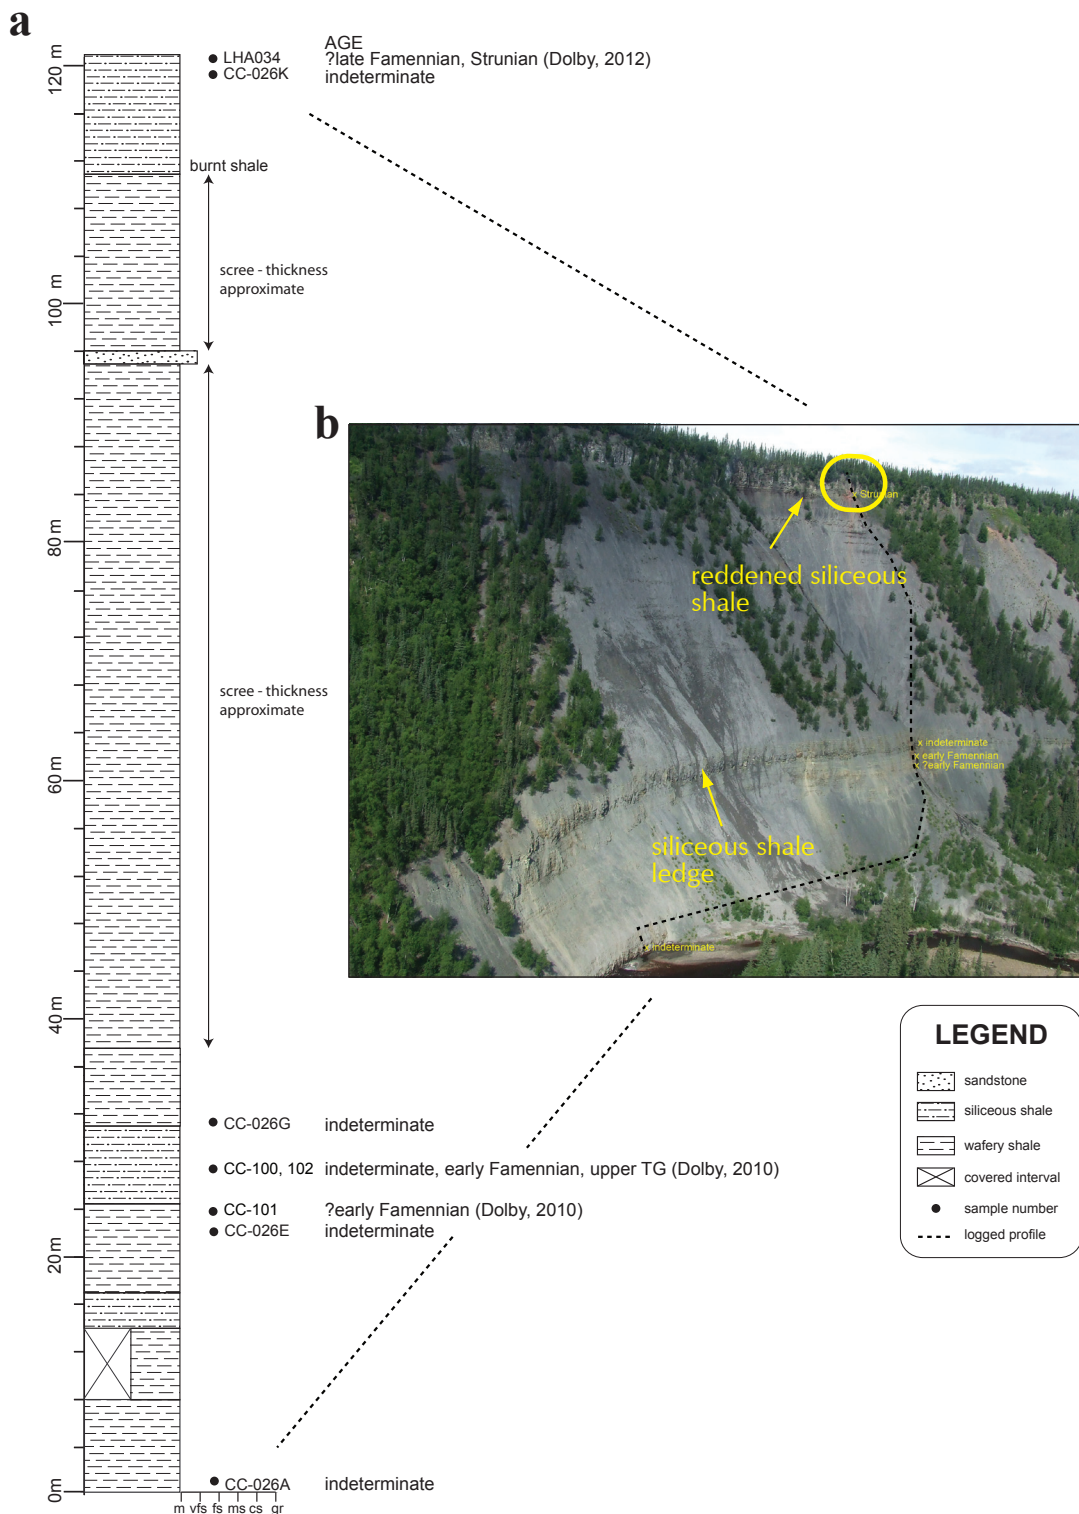 a
AGE
LHA034 ?late Famennian, Strunian (Dolby, 2012)
CC-026K indeterminate
120 m
burnt shale
scree - thickness
approximate
100 m
b
80 m
x Strunian
reddened siliceous
shale
scree - thickness
approximate
x indeterminate
x early Famennian
x ?early Famennian
60 m
siliceous shale
ledge
x indeterminate
40 m
LEGEND
sandstone
siliceous shale
wafery shale
covered interval
sample number
logged profile
CC-026G indeterminate
CC-100, 102 indeterminate, early Famennian, upper TG (Dolby, 2010)
CC-101 ?early Famennian (Dolby, 2010)
CC-026E indeterminate
20 m
CC-026A indeterminate
0m
m vfs fs ms cs gr